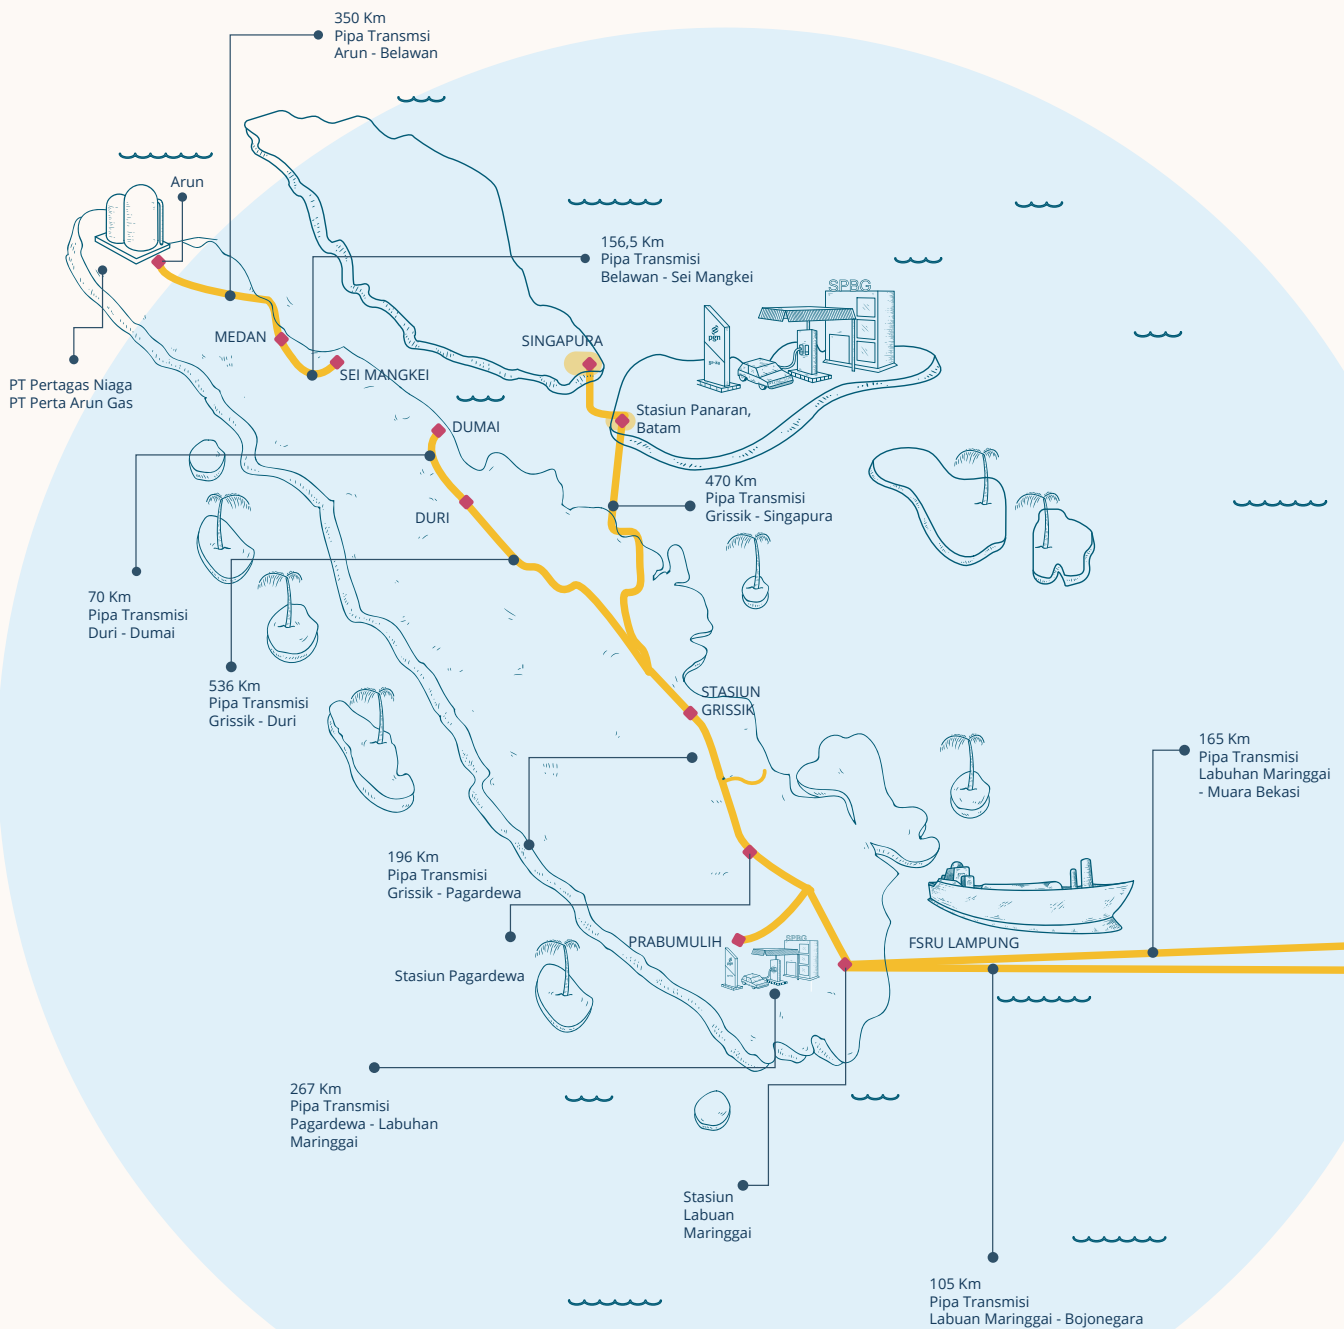 350 Km
Pipa Transmsi
Arun - Belawan
Arun
156,5 Km
Pipa Transmisi
Belawan - Sei Mangkei
SPBG
pgn
MEDAN
SINGAPURA
SEI MANGKEI
PT Pertagas Niaga
PT Perta Arun Gas
Stasiun Panaran,
Batam
DUMAI
470 Km
Pipa Transmisi
Grissik - Singapura
DURI
70 Km
Pipa Transmisi
Duri - Dumai
536 Km
Pipa Transmisi
Grissik - Duri
STASIUN
GRISSIK
165 Km
Pipa Transmisi
Labuhan Maringgai
- Muara Bekasi
196 Km
Pipa Transmisi
Grissik - Pagardewa
PRABUMULIH
SPBG
FSRU LAMPUNG
Stasiun Pagardewa
267 Km
Pipa Transmisi
Pagardewa - Labuhan
Maringgai
Stasiun
Labuan
Maringgai
105 Km
Pipa Transmisi
Labuan Maringgai - Bojonegara